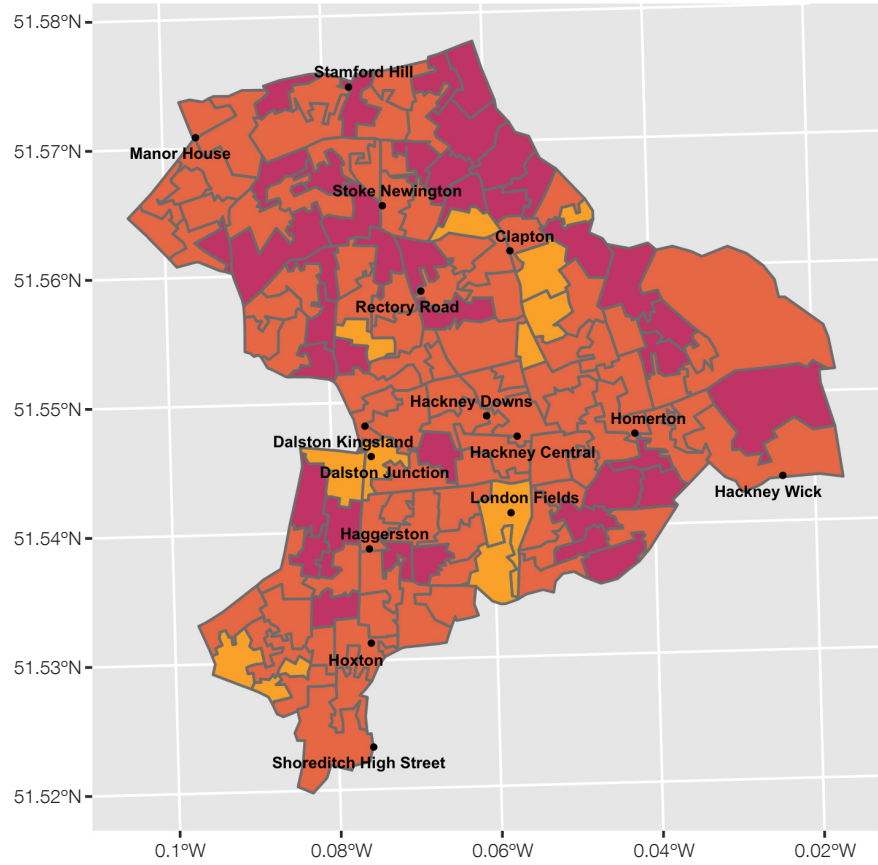 51.58°N
Stamford Hill
51.57°N
Manor House
Stoke Newington
Clapton
51.56°N
Rectory Road
51.55°N
Hackney Downs
Homerton
Dalston Kingsland
Hackney Central
Dalston Junction
Hackney Wick
London Fields
51.54°N
Haggerston
51.53°N
Hoxton
Shoreditch High Street
51.52°N
0.1°W
0.08°W
0.06°W
0.04°W
0.02°W